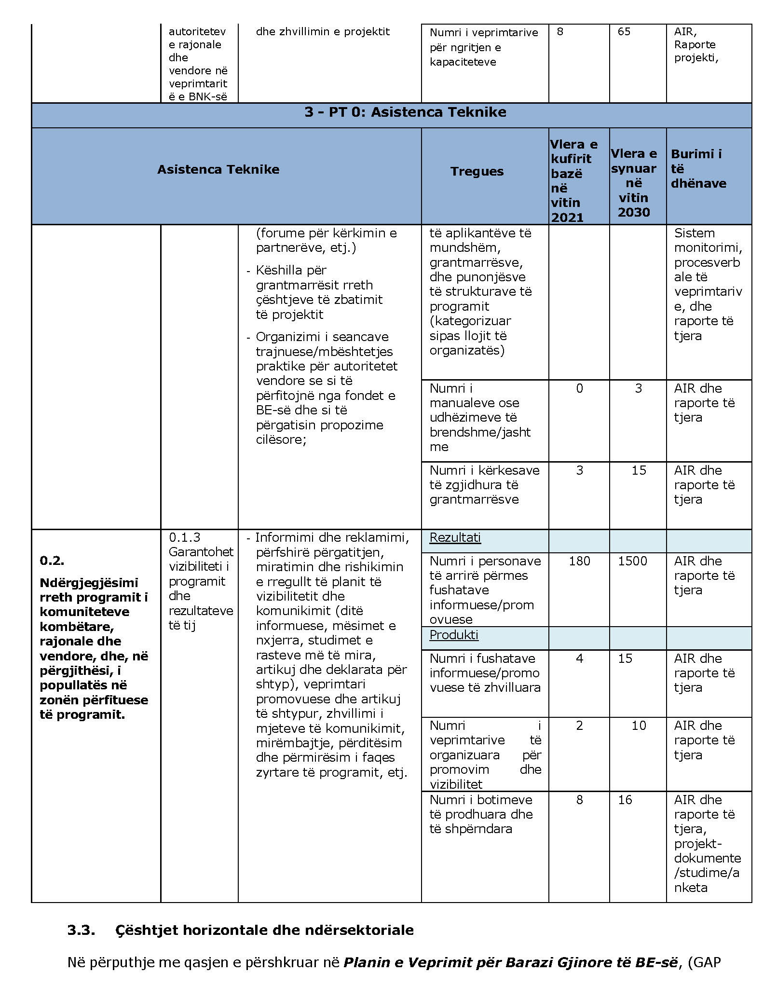 autoritetev
e rajonale
dhe
vendore në
veprimtarit
ë e BNK-së
dhe zhvillimin e projektit
Numri i veprimtarive
për ngritjen e
kapaciteteve
8
65
AIR,
Raporte
projekti,
3 - PT 0: Asistenca Teknike
Asistenca Teknike
Tregues
Vlera e
kufirit
bazë
në
vitin
2021
Vlera e
synuar
në
vitin
2030
Burimi i
të
dhënave
(forume për kërkimin e
partnerëve, etj.)
- Këshilla për
grantmarrësit rreth
çështjeve të zbatimit
të projektit
- Organizimi i seancave
trajnuese/mbështetjes
praktike për autoritetet
vendore se si të
përfitojnë nga fondet e
BE-së dhe si të
përgatisin propozime
cilësore;
të aplikantëve të
mundshëm,
grantmarrësve,
dhe punonjësve
të strukturave të
programit
(kategorizuar
sipas llojit të
organizatës)
Sistem
monitorimi,
procesverb
ale të
veprimtariv
e, dhe
raporte të
tjera
Numri i
manualeve ose
udhëzimeve të
brendshme/jasht
me
0
3
AIR dhe
raporte të
tjera
Numri i kërkesave
të zgjidhura të
grantmarrësve
3
15
AIR dhe
raporte të
tjera
0.2.
Ndërgjegjësimi
rreth programit i
komuniteteve
kombëtare,
rajonale dhe
vendore, dhe, në
përgjithësi, i
popullatës në
zonën përfituese
të programit.
0.1.3
Garantohet
vizibiliteti i
programit
dhe
rezultateve
të tij
- Informimi dhe reklamimi,
përfshirë përgatitjen,
miratimin dhe rishikimin
e rregullt të planit të
vizibilitetit dhe
komunikimit (ditë
informuese, mësimet e
nxjerra, studimet e
rasteve më të mira,
artikuj dhe deklarata për
shtyp), veprimtari
promovuese dhe artikuj
të shtypur, zhvillimi i
mjeteve të komunikimit,
mirëmbajtje, përditësim
dhe përmirësim i faqes
zyrtare të programit, etj.
Rezultati
Numri i personave
të arrirë përmes
fushatave
informuese/prom
ovuese
180
1500
AIR dhe
raporte të
tjera
Produkti
Numri i fushatave
informuese/promo
vuese të zhvilluara
4
15
AIR dhe
raporte të
tjera
Numri i
veprimtarive të
organizuara për
promovim dhe
vizibilitet
2
10
AIR dhe
raporte të
tjera
Numri i botimeve
të prodhuara dhe
të shpërndara
8
16
AIR dhe
raporte të
tjera,
projekt-
dokumente
/studime/a
nketa
3.3. Çështjet horizontale dhe ndërsektoriale
Në përputhje me qasjen e përshkruar në Planin e Veprimit për Barazi Gjinore të BE-së, (GAP